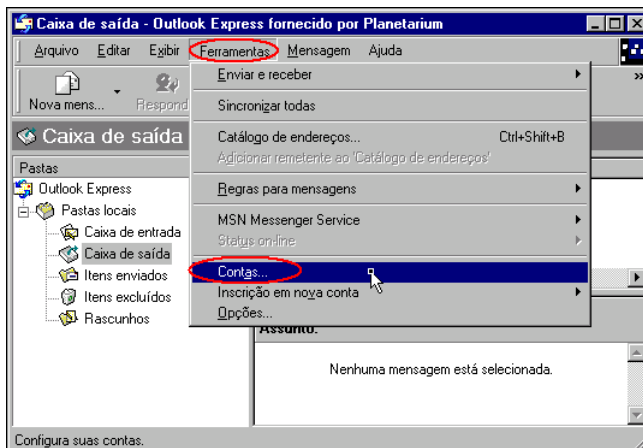 Caixa de saída - Outlook Express fornecido por Planetarium
Arquivo Editar Exibir Ferramentas Mensagem Ajuda
Nova mens... Respond
Caixa de saída
Pastas
Outlook Express
Pastas locais
Caixa de entrada
Caixa de saída
Itens enviados
Itens excluídos
Rascunhos
Enviar e receber
Sincronizar todas
Catálogo de endereços... Ctrl+Shift+B
Adicionar remetente ao 'Catálogo de endereços'
Regras para mensagens
MSN Messenger Service
Status on-line
Contas...
Inscrição em nova conta
Opções...
Assunto:
Nenhuma mensagem está selecionada.
Configura suas contas.